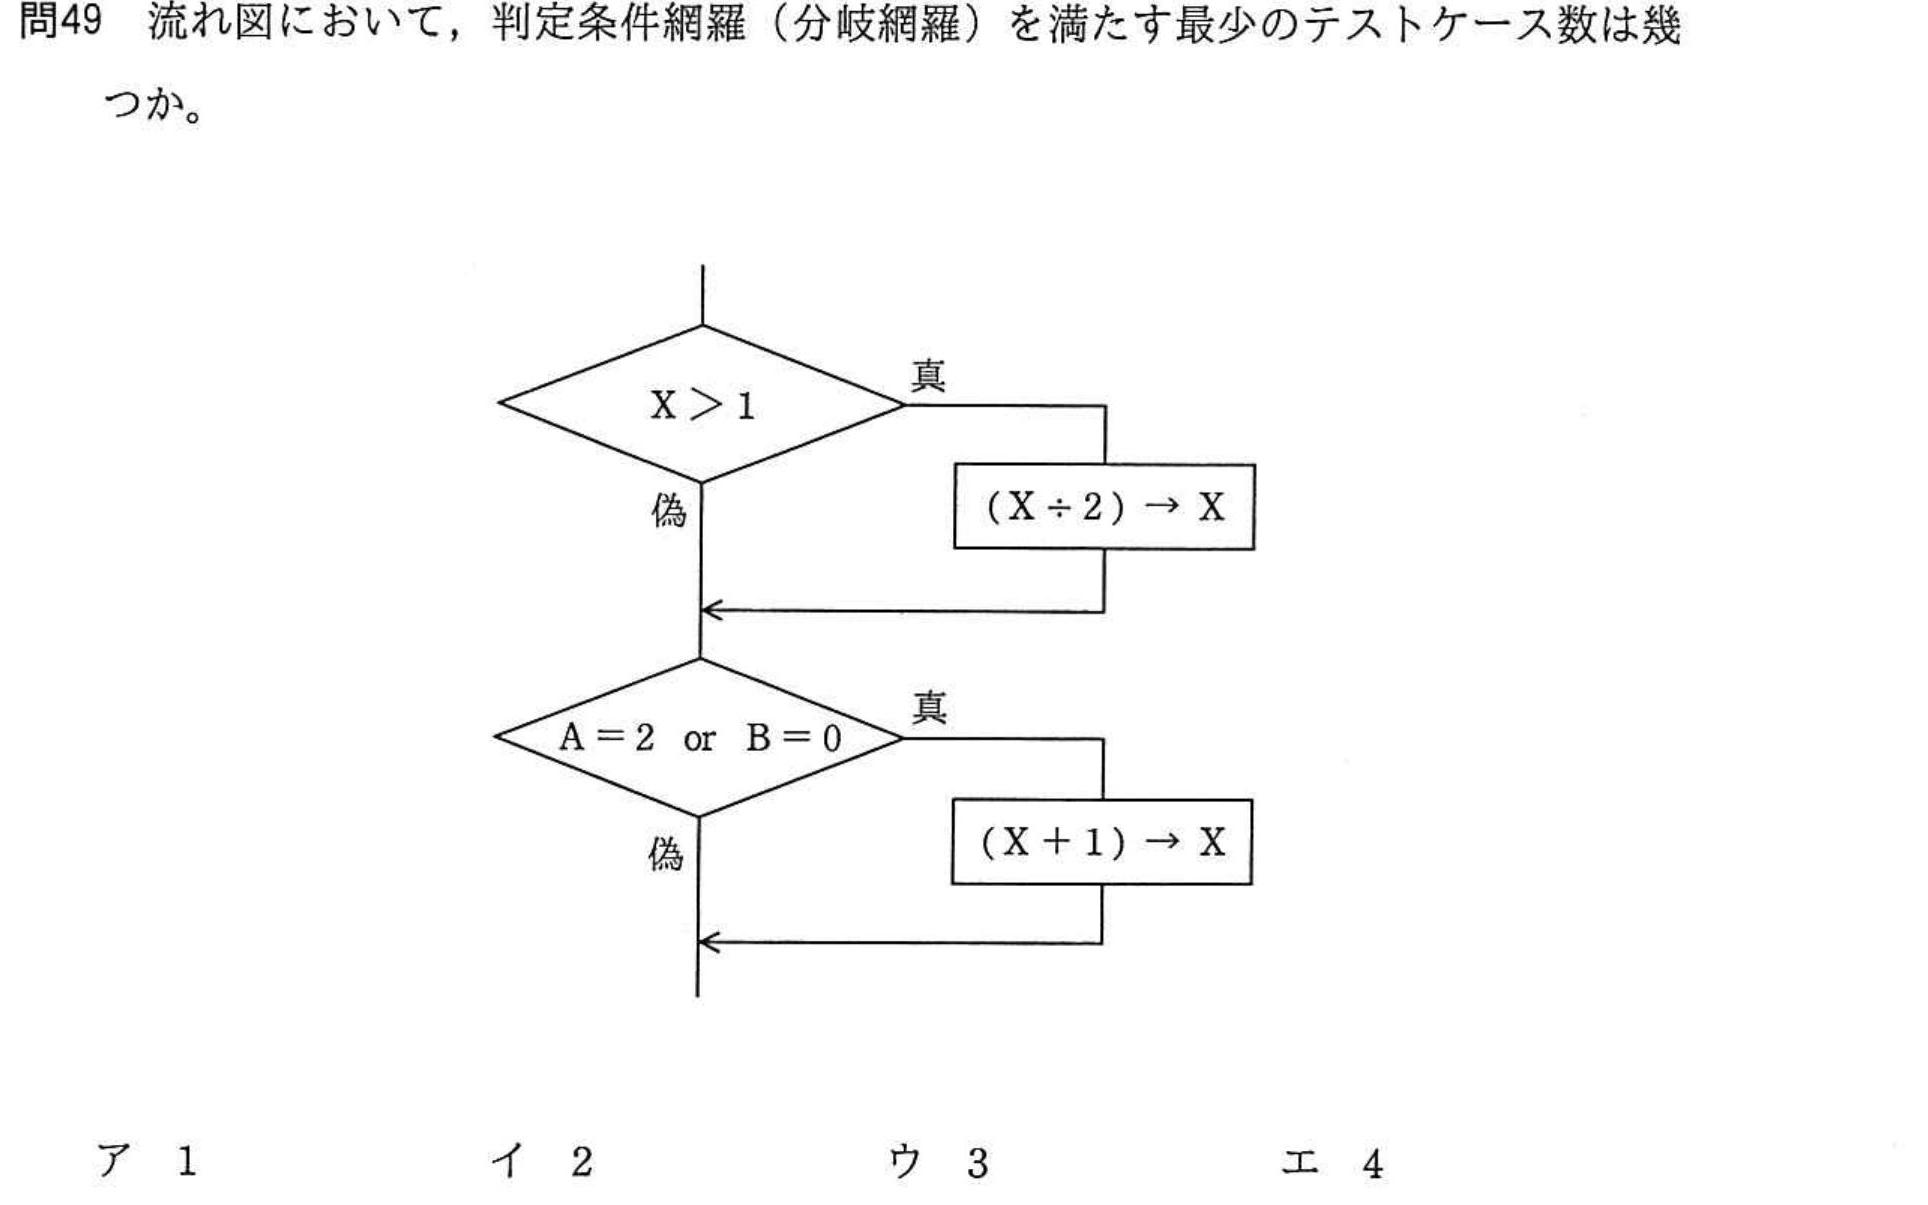 問49 流れ図において，判定条件網羅（分岐網羅）を満たす最少のテストケース数は幾
つか。
X > 1
真
偽
(X ÷ 2) → X
A = 2 or B = 0
真
偽
(X + 1) → X
ア 1 イ 2 ウ 3 エ 4